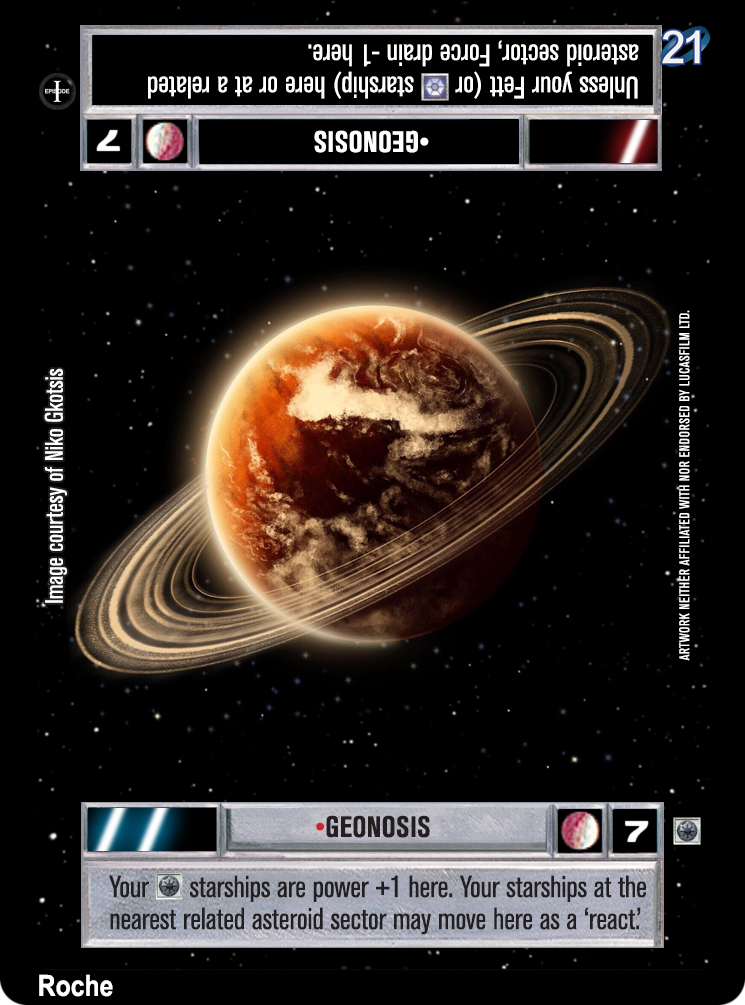 21
asteroid sector, Force drain -1 here.
Unless your Fett (or starship) here or at a related
EPISODE
I
7
•GEONOSIS
Image courtesy of Niko Gkotsis
ARTWORK NEITHER AFFILIATED WITH NOR ENDORSED BY LUCASFILM LTD.
•GEONOSIS
7
Your starships are power +1 here. Your starships at the
nearest related asteroid sector may move here as a 'react'.
Roche